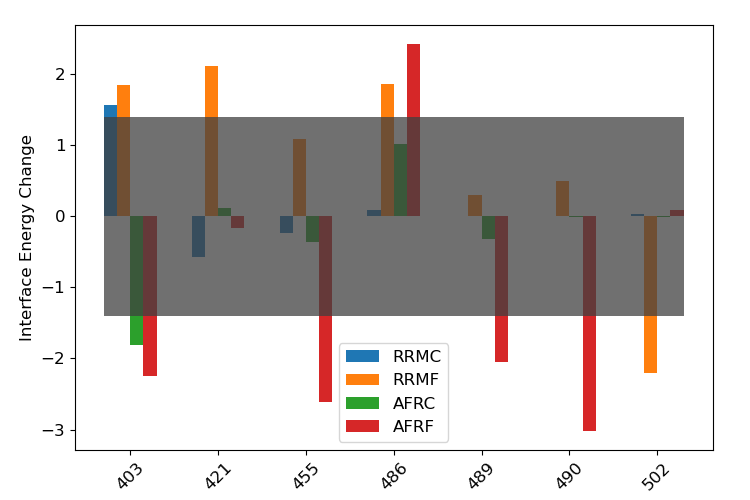 Interface Energy Change
2
1
0
−1
−2
−3
RRMC
RRMF
AFRC
AFRF
403
421
455
486
489
490
502